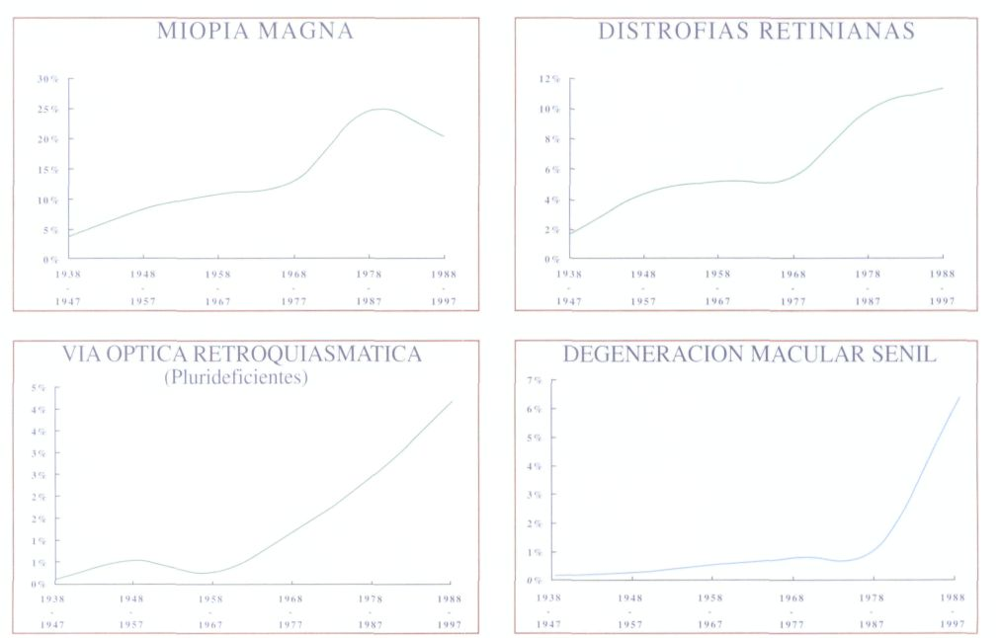 MIOPIA MAGNA
30%
25%
20%
15%
10%
5%
0%
1938 1948 1958 1968 1978 1988
- - - - - -
1947 1957 1967 1977 1987 1997
DISTROFIAS RETINIANAS
12%
10%
8%
6%
4%
2%
0%
1938 1948 1958 1968 1978 1988
- - - - - -
1947 1957 1967 1977 1987 1997
VIA OPTICA RETROQUIASMATICA
(Plurideficientes)
5%
4%
4%
3%
3%
2%
2%
1%
1%
0%
1938 1948 1958 1968 1978 1988
- - - - - -
1947 1957 1967 1977 1987 1997
DEGENERACION MACULAR SENIL
7%
6%
5%
4%
3%
2%
1%
0%
1938 1948 1958 1968 1978 1988
- - - - - -
1947 1957 1967 1977 1987 1997